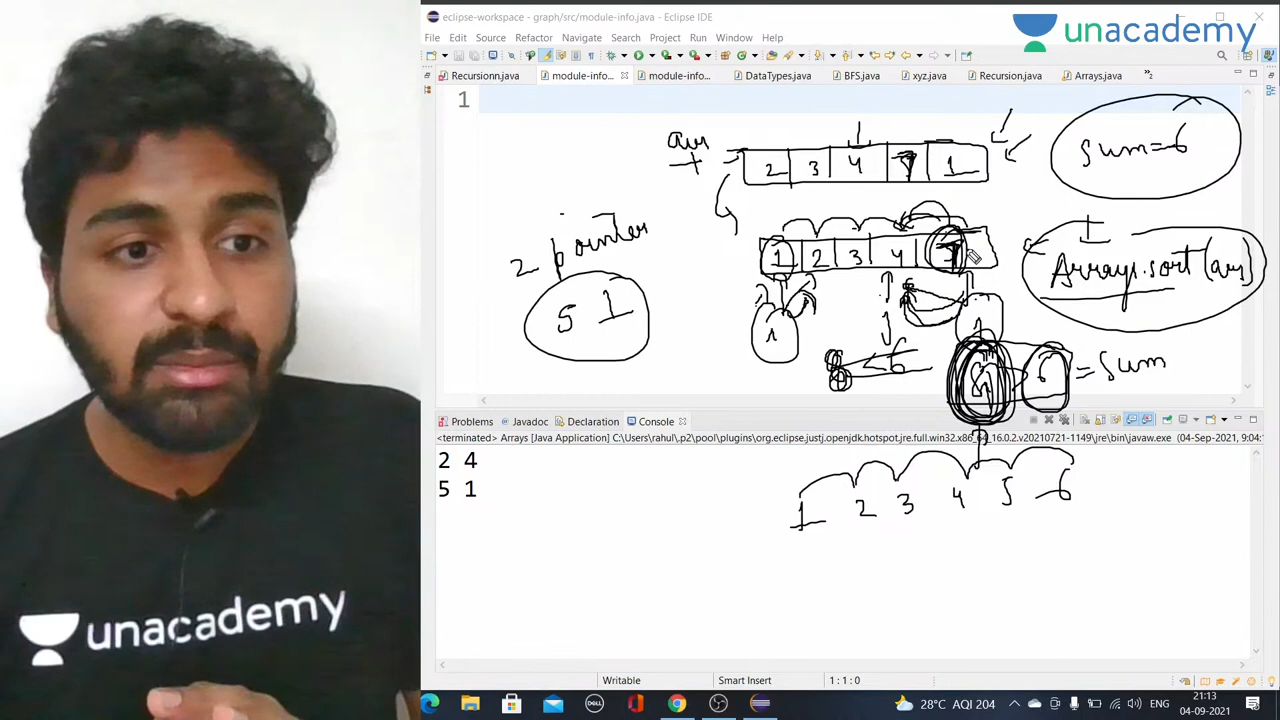 eclipse-workspace - graph/src/module-info.java - Eclipse IDE
unacademy
File Edit Source Refactor Navigate Search Project Run Window Help
Recursionn.java module-info... module-info... DataTypes.java BFS.java xyz.java Recursion.java Arrays.java
1
arr
2 3 4 1
sum=6
2 pointer
1 2 3 4
Arrays.sort(arr)
5 1
1
<6
8 > 6 = sum
Problems Javadoc Declaration Console
<terminated> Arrays [Java Application] C:\Users\rahul\.p2\pool\plugins\org.eclipse.justj.openjdk.hotspot.jre.full.win32.x86_64_16.0.2.v20210721-1149\jre\bin\javaw.exe (04-Sep-2021, 9:04:
2 4
5 1
1 2 3 4 5 6
unacademy
Writable Smart Insert 1 : 1 : 0
28°C AQI 204 ENG 21:13 04-09-2021